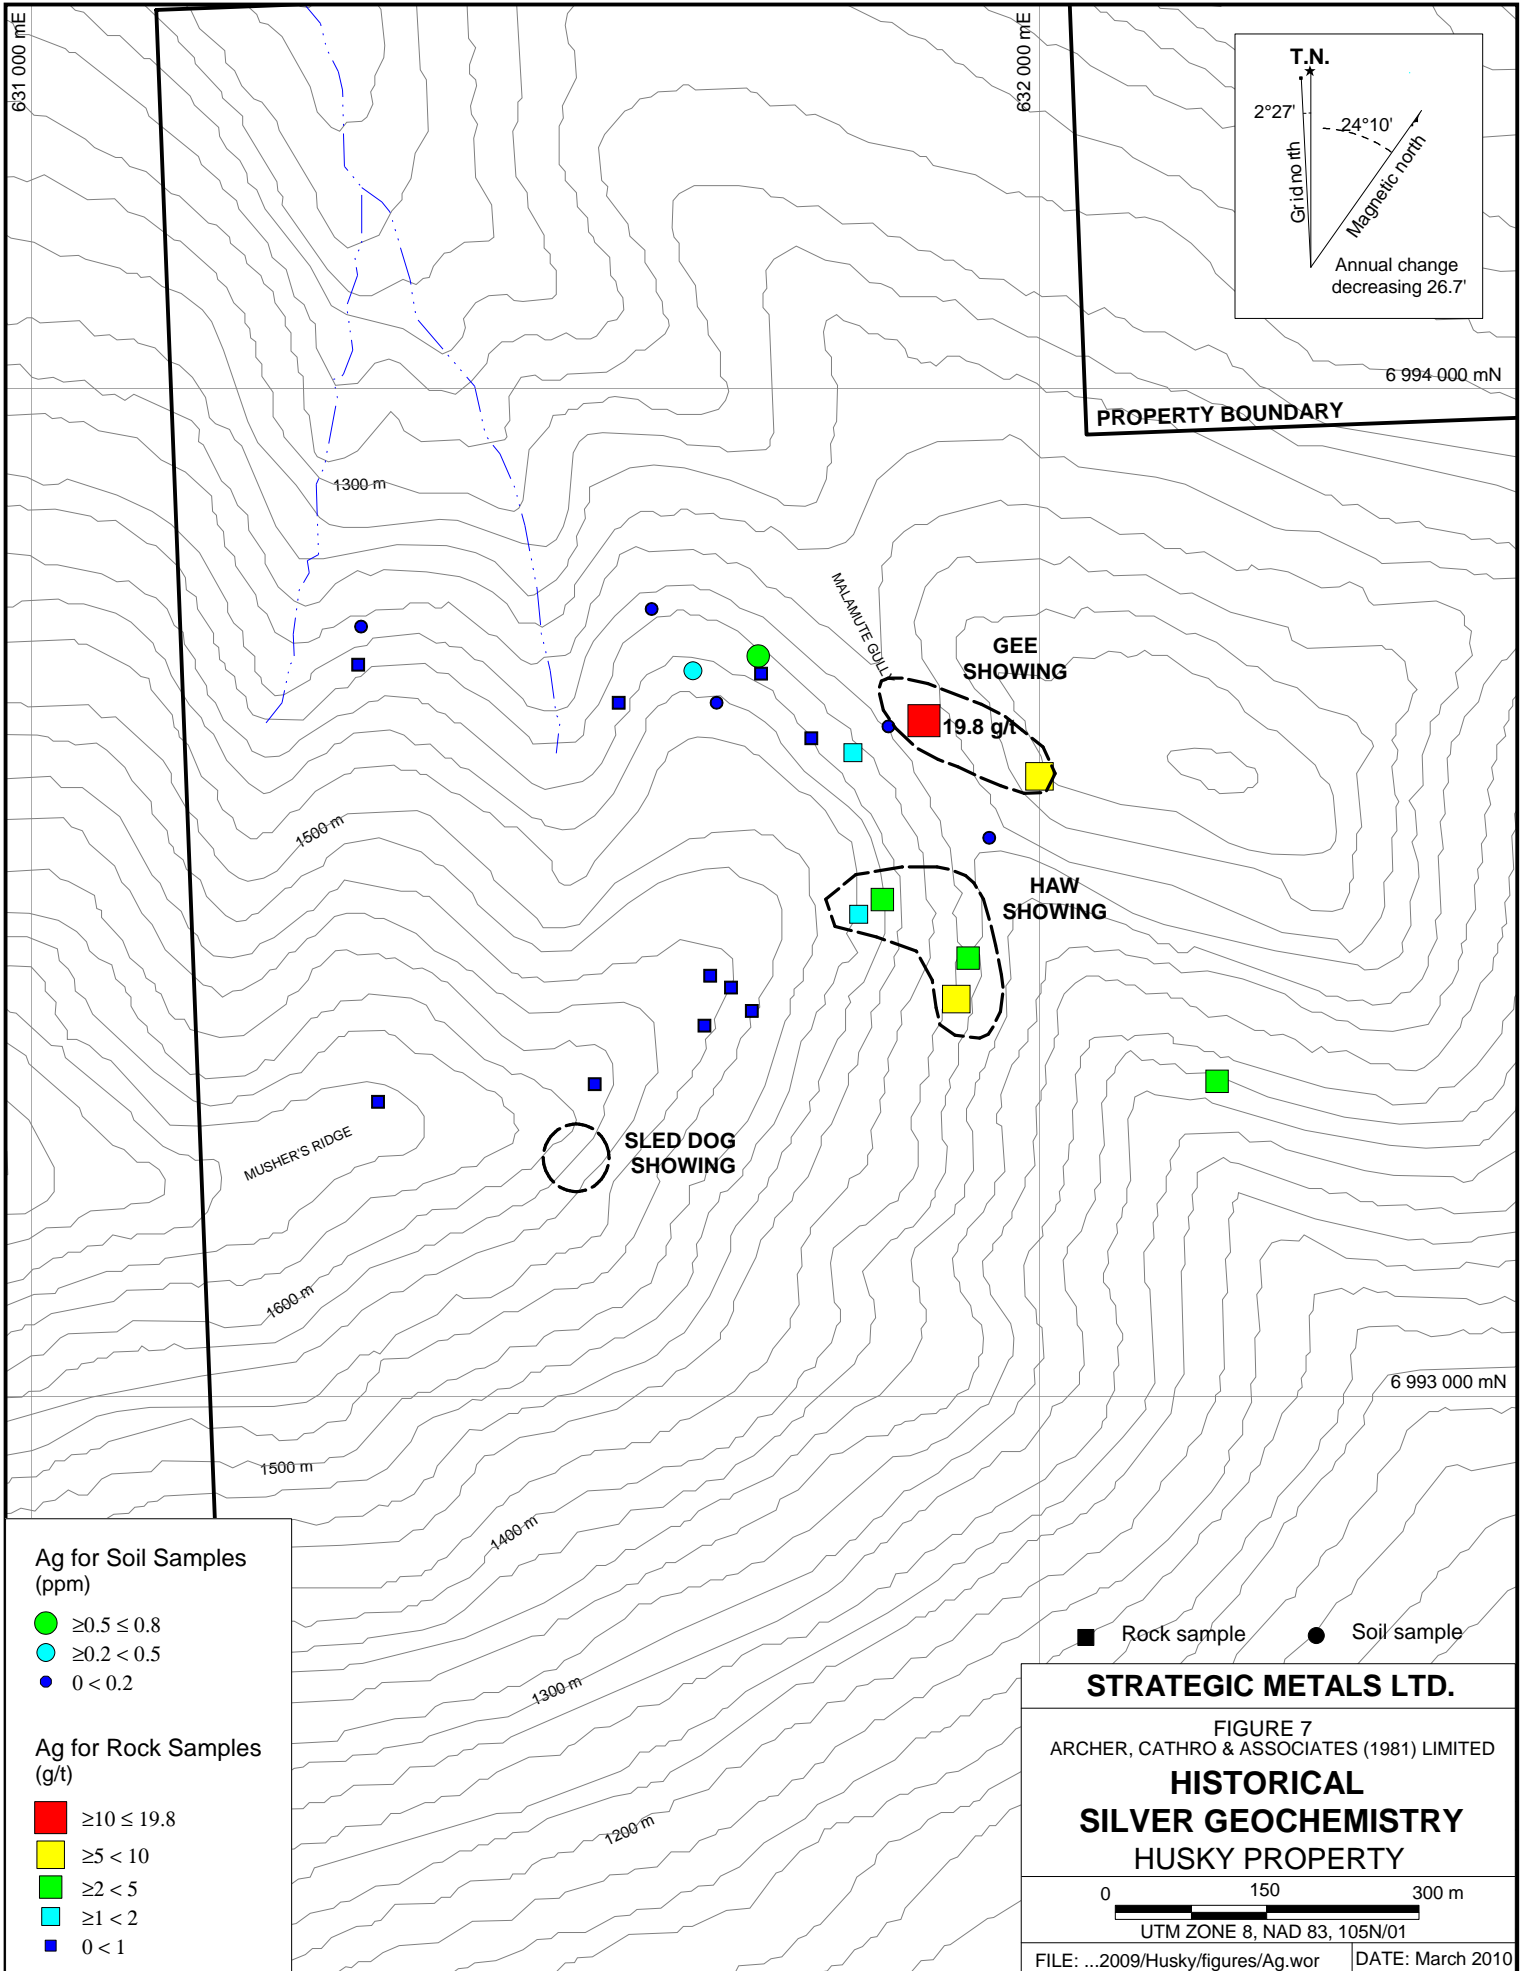 631 000 mE
632 000 mE
T.N.
2°27'
24°10'
Grid north
Magnetic north
Annual change
decreasing 26.7'
6 994 000 mN
PROPERTY BOUNDARY
1300 m
MALAMUTE GULLY
GEE
SHOWING
19.8 g/t
1500 m
HAW
SHOWING
MUSHER'S RIDGE
SLED DOG
SHOWING
1600 m
6 993 000 mN
1500 m
1400 m
1300 m
1200 m
Ag for Soil Samples
(ppm)
≥0.5 ≤ 0.8
≥0.2 < 0.5
0 < 0.2
Ag for Rock Samples
(g/t)
≥10 ≤ 19.8
≥5 < 10
≥2 < 5
≥1 < 2
0 < 1
Rock sample
Soil sample
STRATEGIC METALS LTD.
FIGURE 7
ARCHER, CATHRO & ASSOCIATES (1981) LIMITED
HISTORICAL
SILVER GEOCHEMISTRY
HUSKY PROPERTY
0 150 300 m
UTM ZONE 8, NAD 83, 105N/01
FILE: ...2009/Husky/figures/Ag.wor
DATE: March 2010